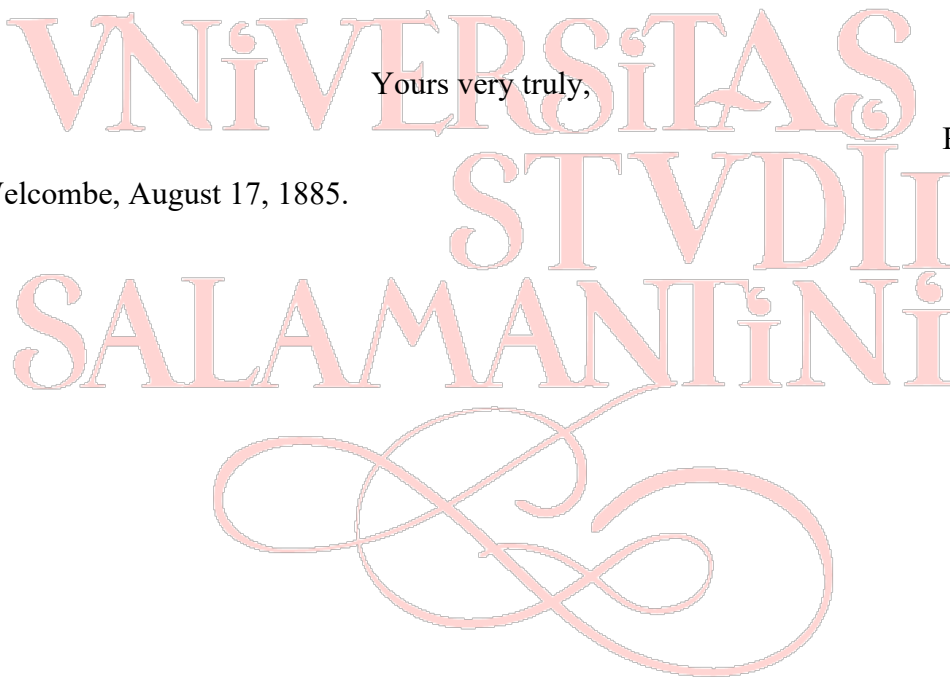 VNiVERSiTAS
Yours very truly,
STVDII
elcombe, August 17, 1885.
SALAMANTiNi